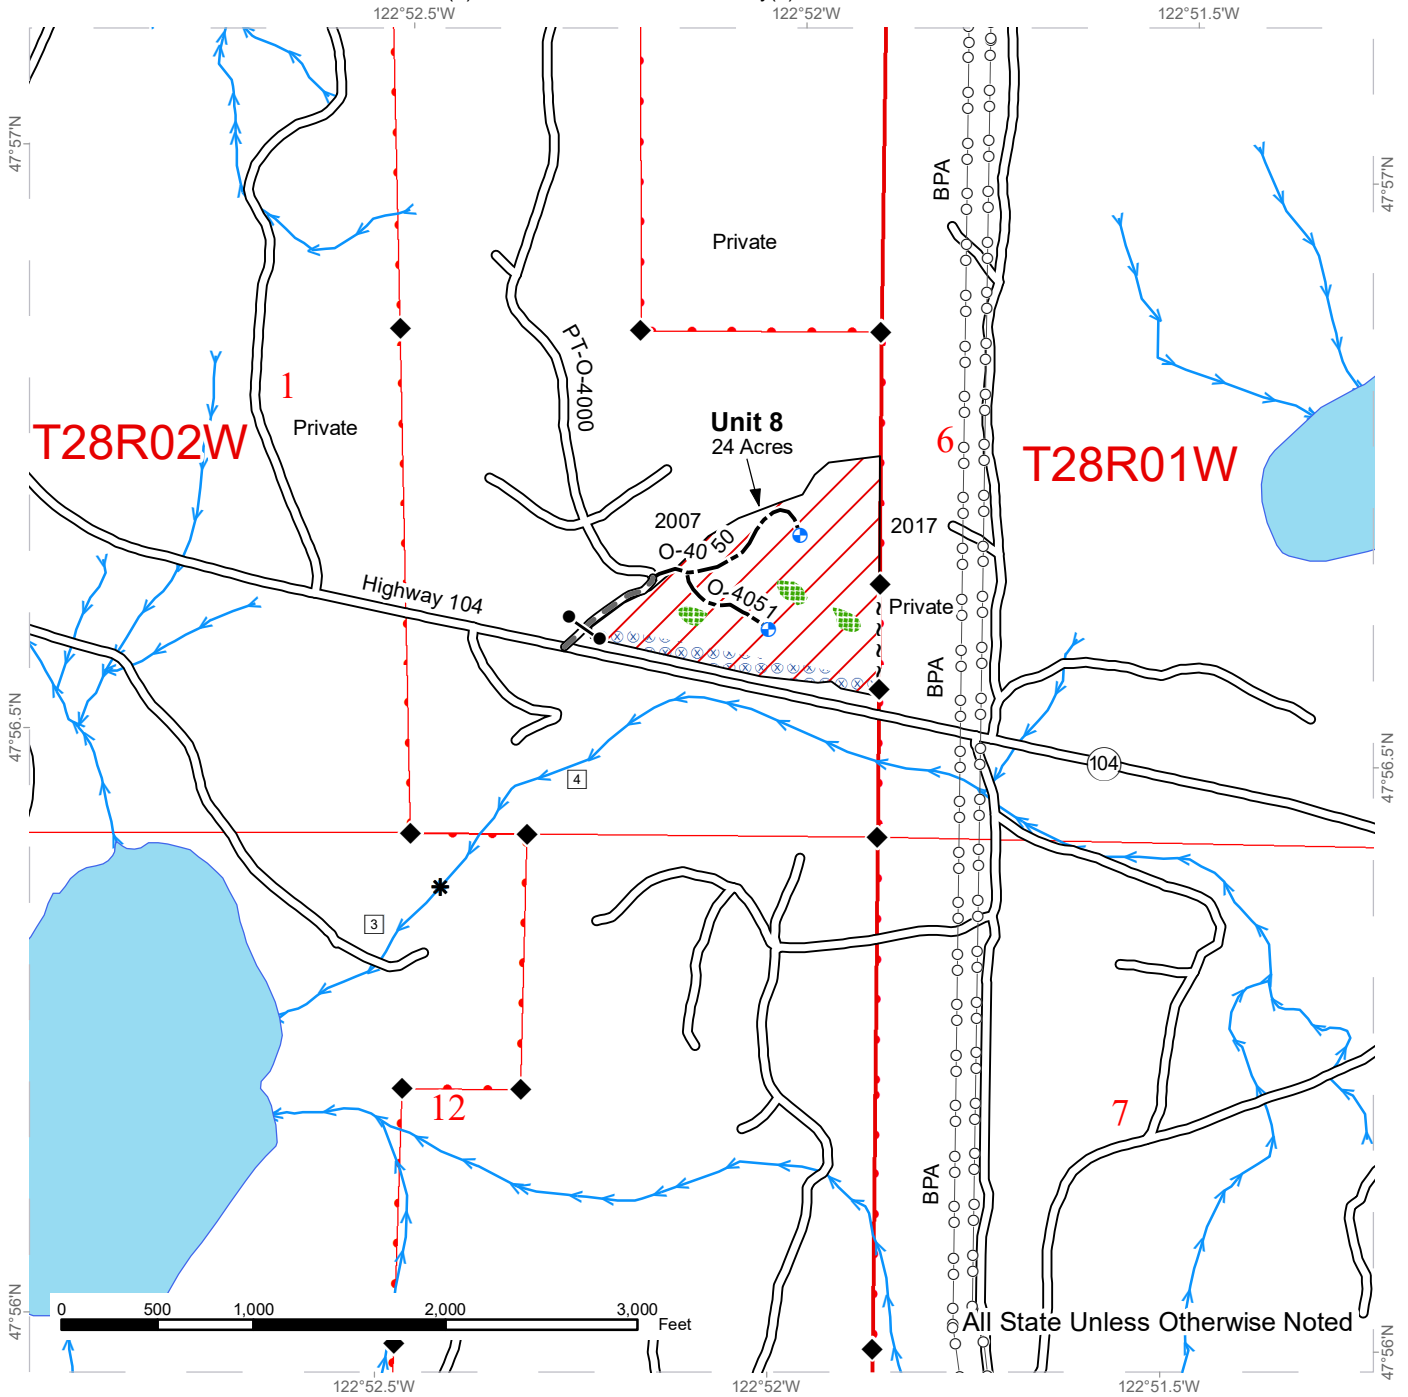 122°52.5'W
122°52'W
122°51.5'W
47°57'N
47°57'N
BPA
Private
PT-O-4000
1
Private
T28R02W
Unit 8
24 Acres
6
T28R01W
2007
2017
O-40 50
O-4051
Highway 104
Private
BPA
47°56.5'N
47°56.5'N
104
4
3
12
7
BPA
47°56'N
47°56'N
0 500 1,000 2,000 3,000
Feet
All State Unless Otherwise Noted
122°52.5'W
122°52'W
122°51.5'W